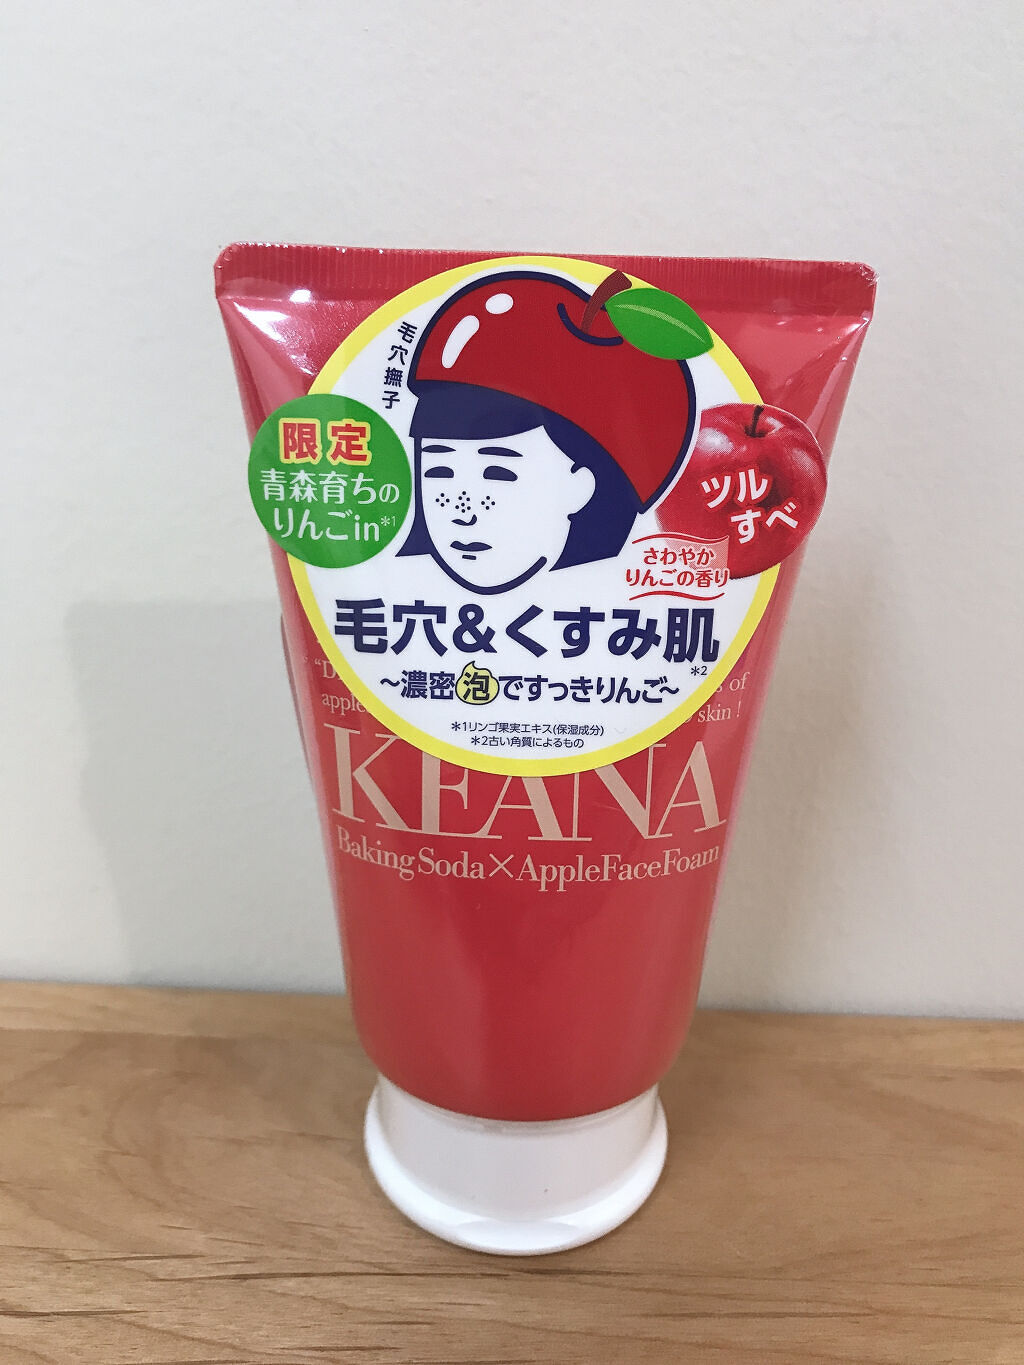 毛穴撫子
限定
青森育ちの
りんごin*1
ツル
すべ
さわやか
りんごの香り
毛穴&くすみ肌*2
~濃密泡ですっきりんご~
*1リンゴ果実エキス(保湿成分)
*2古い角質によるもの
of
skin!
KEANA
Baking Soda×AppleFaceFoam